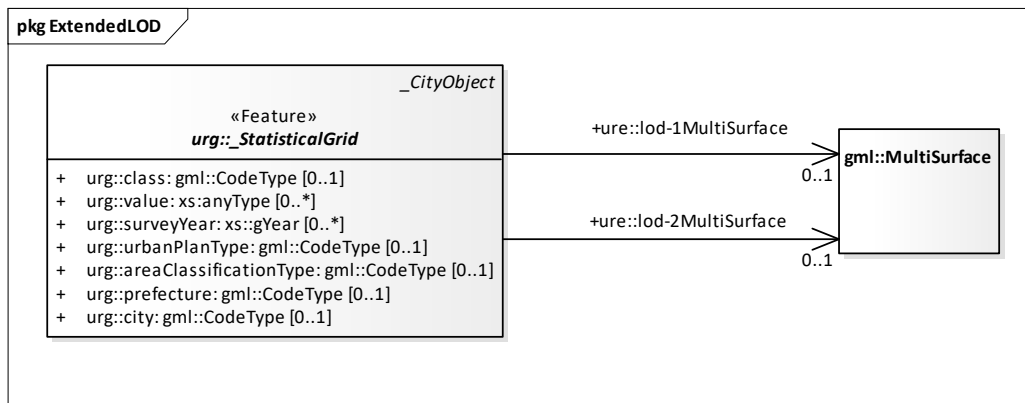 pkg ExtendedLOD
_CityObject
«Feature»
urg::_StatisticalGrid
+ urg::class: gml::CodeType [0..1]
+ urg::value: xs:anyType [0..*]
+ urg::surveyYear: xs::gYear [0..*]
+ urg::urbanPlanType: gml::CodeType [0..1]
+ urg::areaClassificationType: gml::CodeType [0..1]
+ urg::prefecture: gml::CodeType [0..1]
+ urg::city: gml::CodeType [0..1]
+ure::lod-1MultiSurface
0..1
+ure::lod-2MultiSurface
0..1
gml::MultiSurface